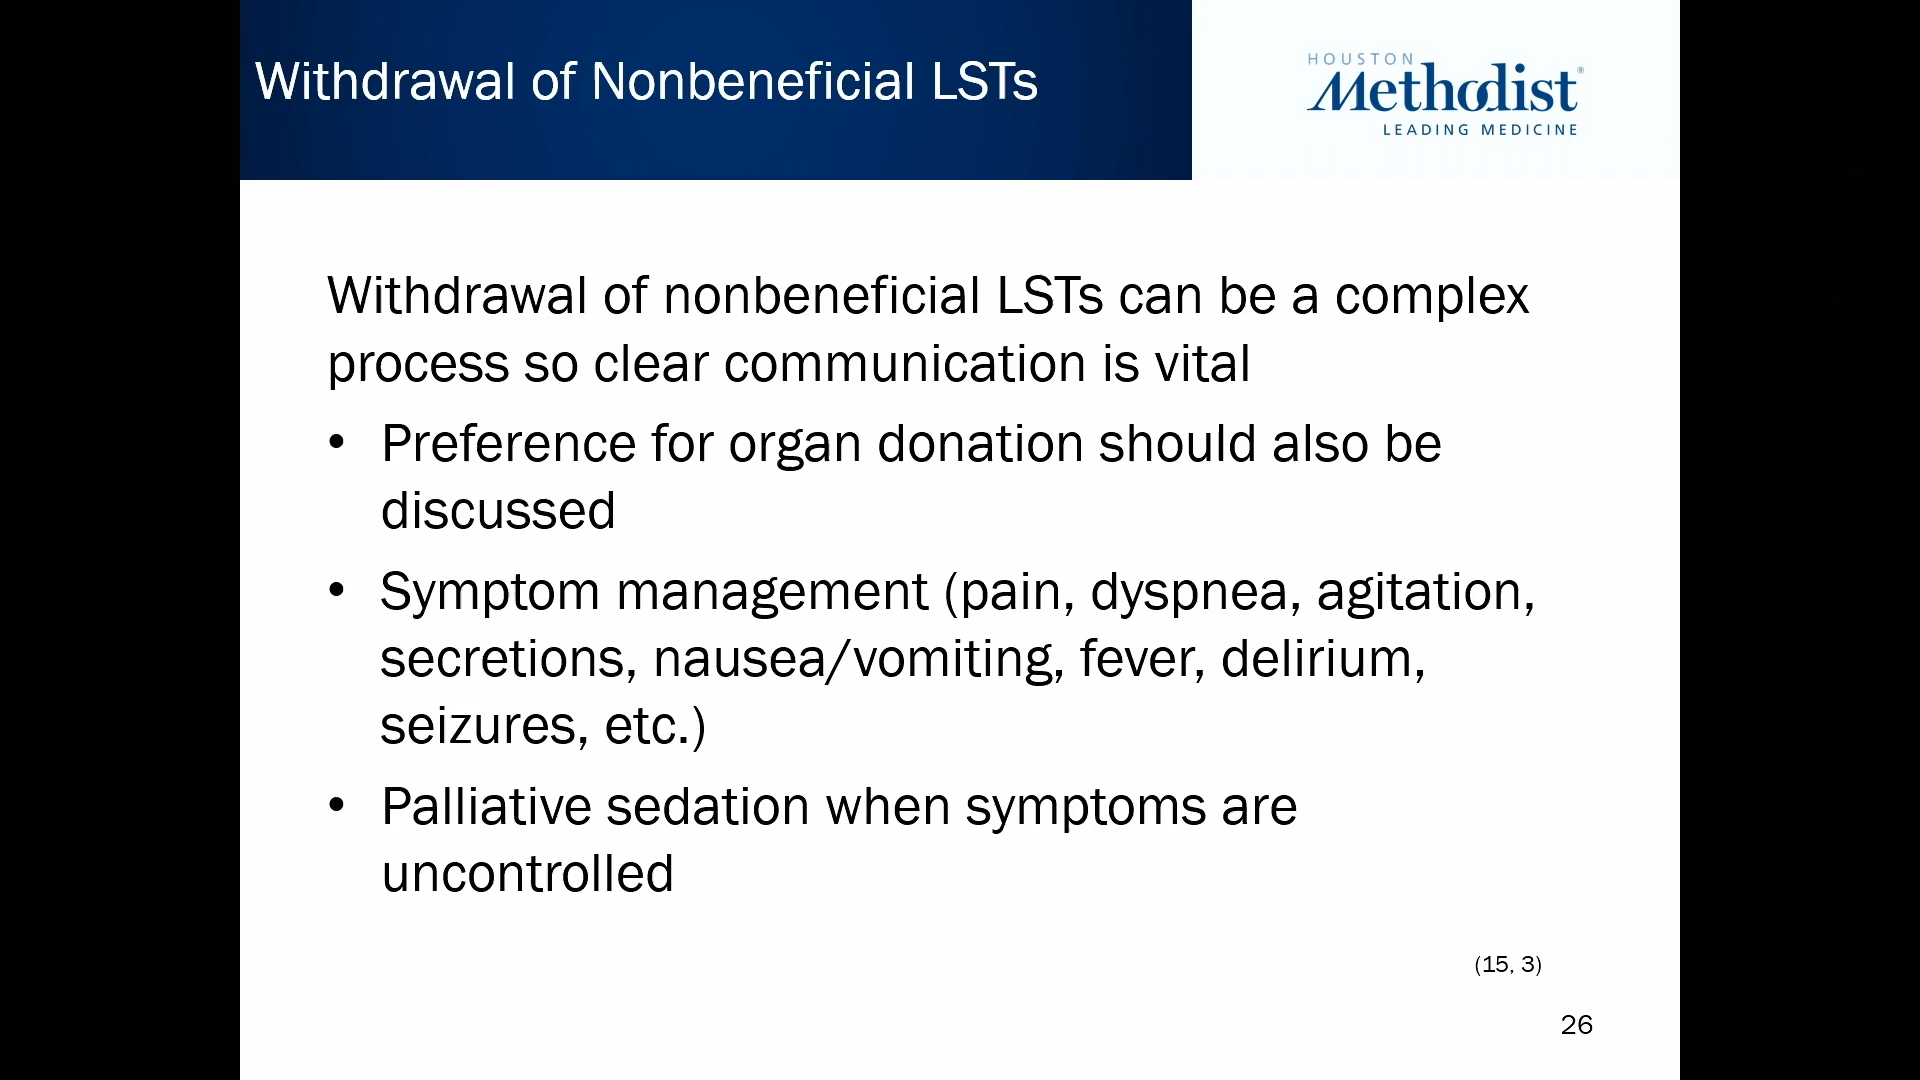 Withdrawal of Nonbeneficial LSTs
HOUSTON
Methodist®
LEADING MEDICINE
Withdrawal of nonbeneficial LSTs can be a complex
process so clear communication is vital
• Preference for organ donation should also be
discussed
• Symptom management (pain, dyspnea, agitation,
secretions, nausea/vomiting, fever, delirium,
seizures, etc.)
• Palliative sedation when symptoms are
uncontrolled
(15, 3)
26